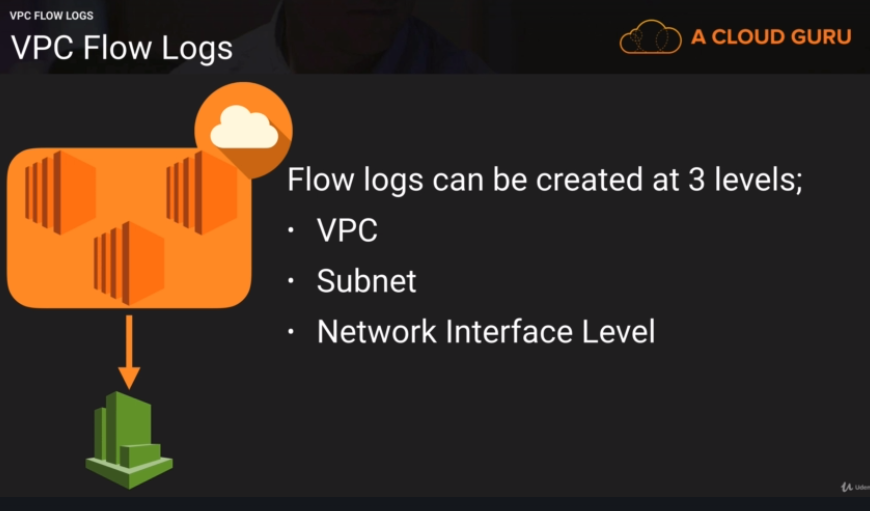 VPC FLOW LOGS
VPC Flow Logs
A CLOUD GURU
Flow logs can be created at 3 levels;
· VPC
· Subnet
· Network Interface Level